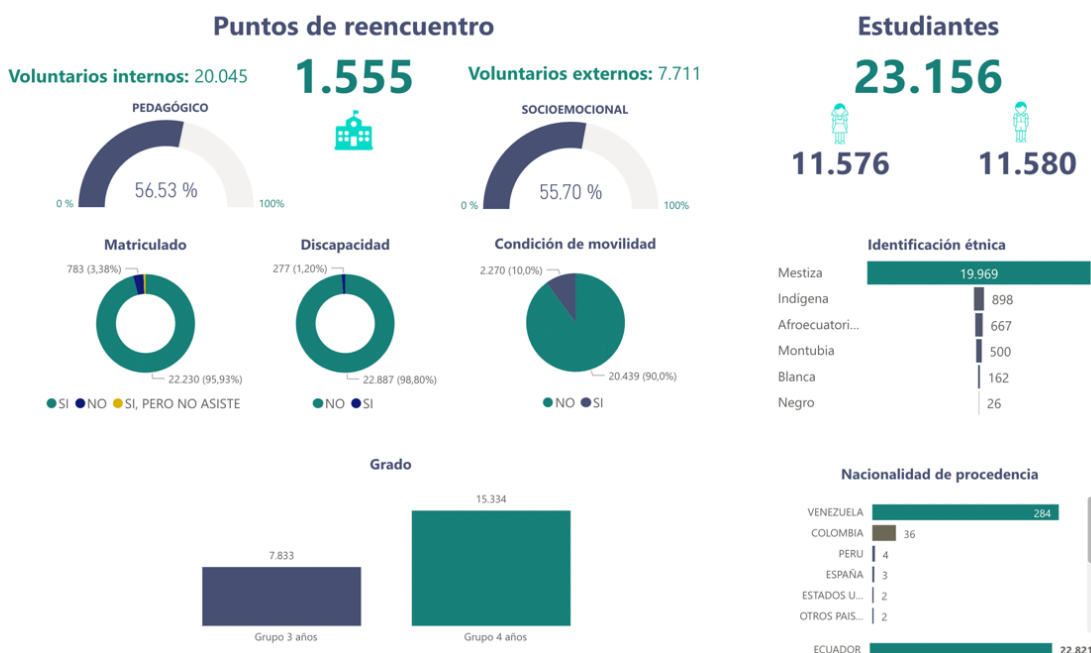 Puntos de reencuentro
Estudiantes
Voluntarios internos: 20.045
1.555
Voluntarios externos: 7.711
23.156
PEDAGÓGICO
SOCIOEMOCIONAL
11.576
11.580
56,53 %
0 %
100%
55,70 %
0 %
100%
Matriculado
783 (3,38%)
22.230 (95,93%)
SI NO SI, PERO NO ASISTE
Discapacidad
277 (1,20%)
22.887 (98,80%)
NO SI
Condición de movilidad
2.270 (10,0%)
20.439 (90,0%)
NO SI
Identificación étnica
Mestiza 19.969
Indígena 898
Afroecuatori... 667
Montubia 500
Blanca 162
Negro 26
Grado
15.334
7.833
Grupo 3 años
Grupo 4 años
Nacionalidad de procedencia
VENEZUELA 284
COLOMBIA 36
PERU 4
ESPAÑA 3
ESTADOS U... 2
OTROS PAIS... 2
ECUADOR